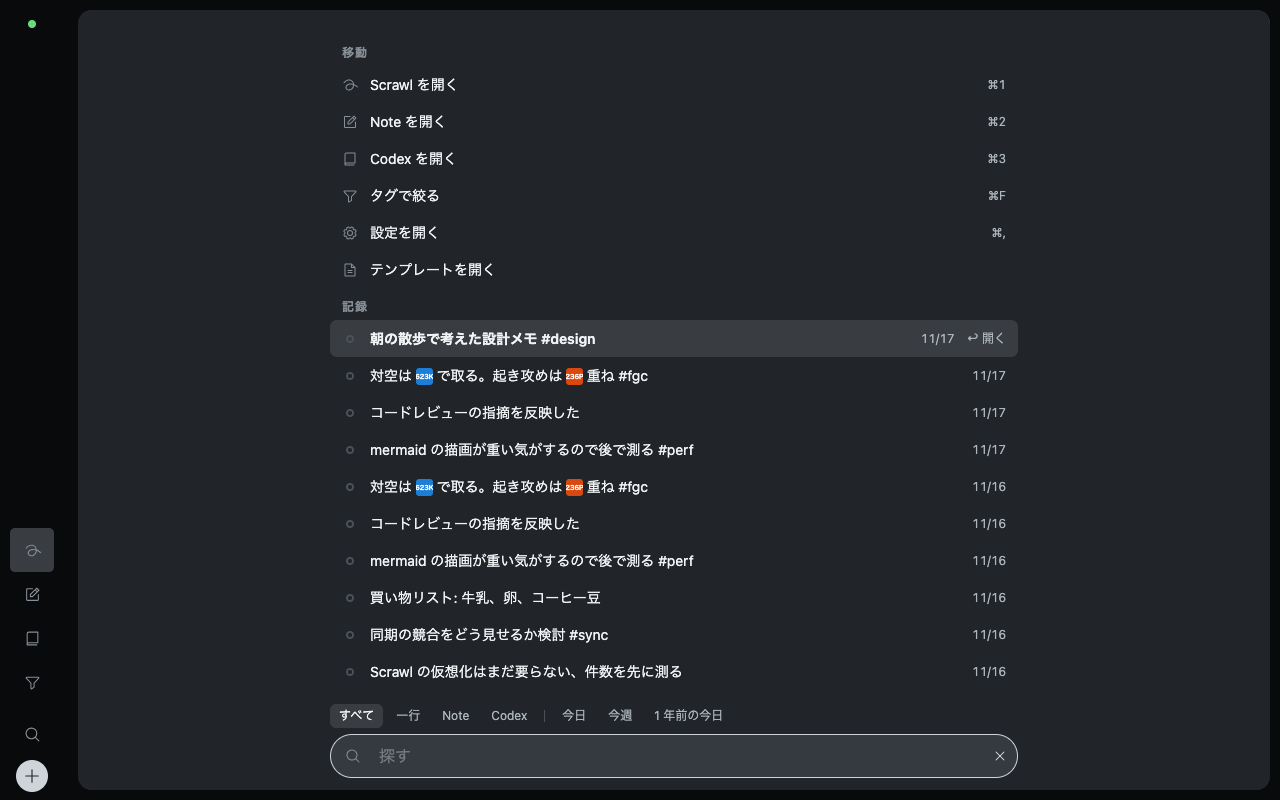 移動
Scrawl を開く ⌘1
Note を開く ⌘2
Codex を開く ⌘3
タグで絞る ⌘F
設定を開く ⌘,
テンプレートを開く
記録
朝の散歩で考えた設計メモ #design 11/17 ↩ 開く
対空は 623K で取る。起き攻めは 236P 重ね #fgc 11/17
コードレビューの指摘を反映した 11/17
mermaid の描画が重い気がするので後で測る #perf 11/17
対空は 623K で取る。起き攻めは 236P 重ね #fgc 11/16
コードレビューの指摘を反映した 11/16
mermaid の描画が重い気がするので後で測る #perf 11/16
買い物リスト: 牛乳、卵、コーヒー豆 11/16
同期の競合をどう見せるか検討 #sync 11/16
Scrawl の仮想化はまだ要らない、件数を先に測る 11/16
すべて 一行 Note Codex 今日 今週 1 年前の今日
探す